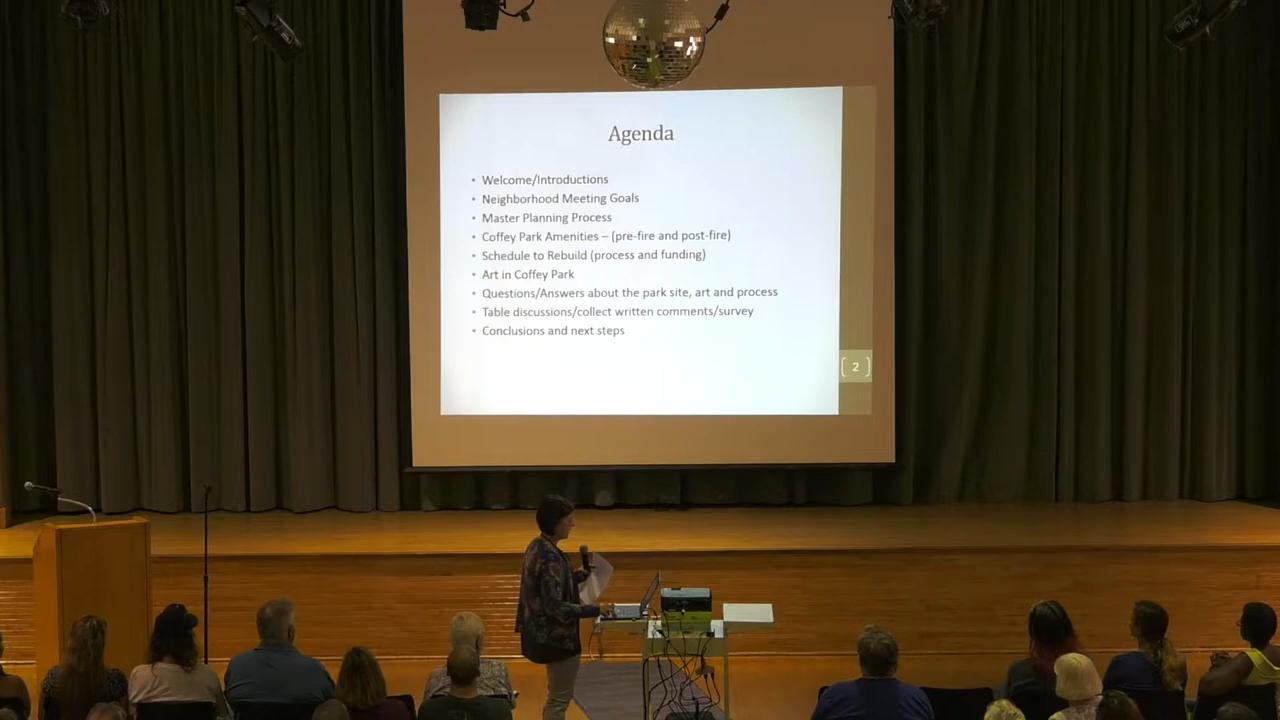 Agenda
• Welcome/Introductions
• Neighborhood Meeting Goals
• Master Planning Process
• Coffey Park Amenities – (pre-fire and post-fire)
• Schedule to Rebuild (process and funding)
• Art in Coffey Park
• Questions/Answers about the park site, art and process
• Table discussions/collect written comments/survey
• Conclusions and next steps
2